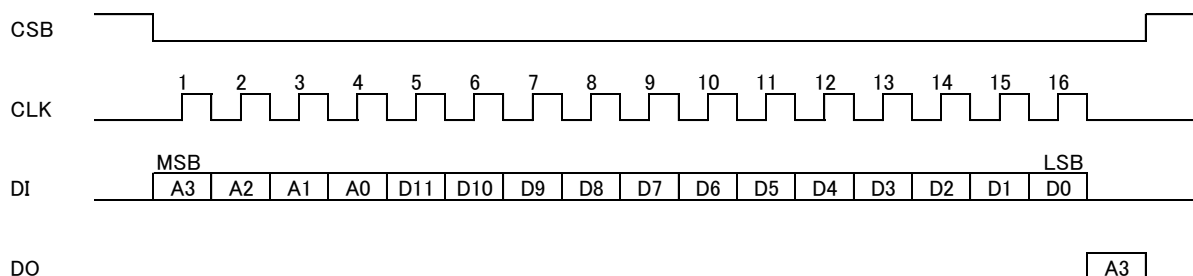 CSB
1 2 3 4 5 6 7 8 9 10 11 12 13 14 15 16
CLK
MSB LSB
DI A3 A2 A1 A0 D11 D10 D9 D8 D7 D6 D5 D4 D3 D2 D1 D0
DO A3